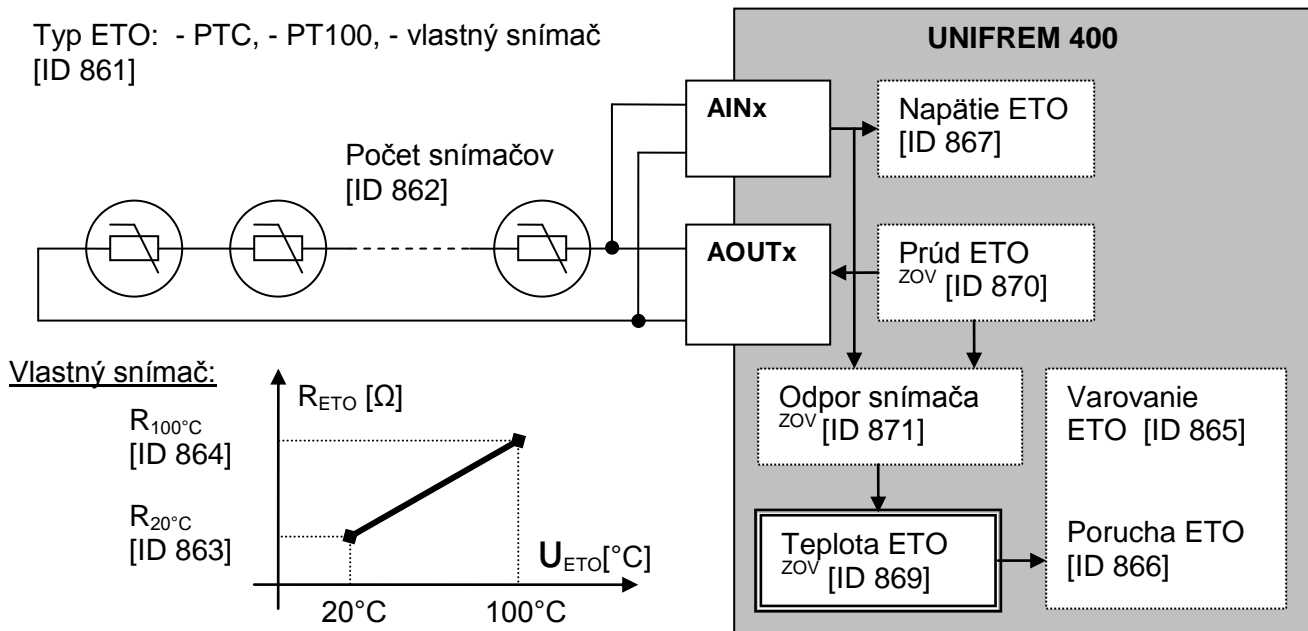 Typ ETO: - PTC, - PT100, - vlastný snímač
[ID 861]
UNIFREM 400
AINx
Napätie ETO
[ID 867]
Počet snímačov
[ID 862]
AOUTx
Prúd ETO
ZOV [ID 870]
Vlastný snímač:
RETO [Ω]
R100°C
[ID 864]
R20°C
[ID 863]
UETO[°C]
20°C
100°C
Odpor snímača
ZOV [ID 871]
Varovanie
ETO [ID 865]
Teplota ETO
ZOV [ID 869]
Porucha ETO
[ID 866]